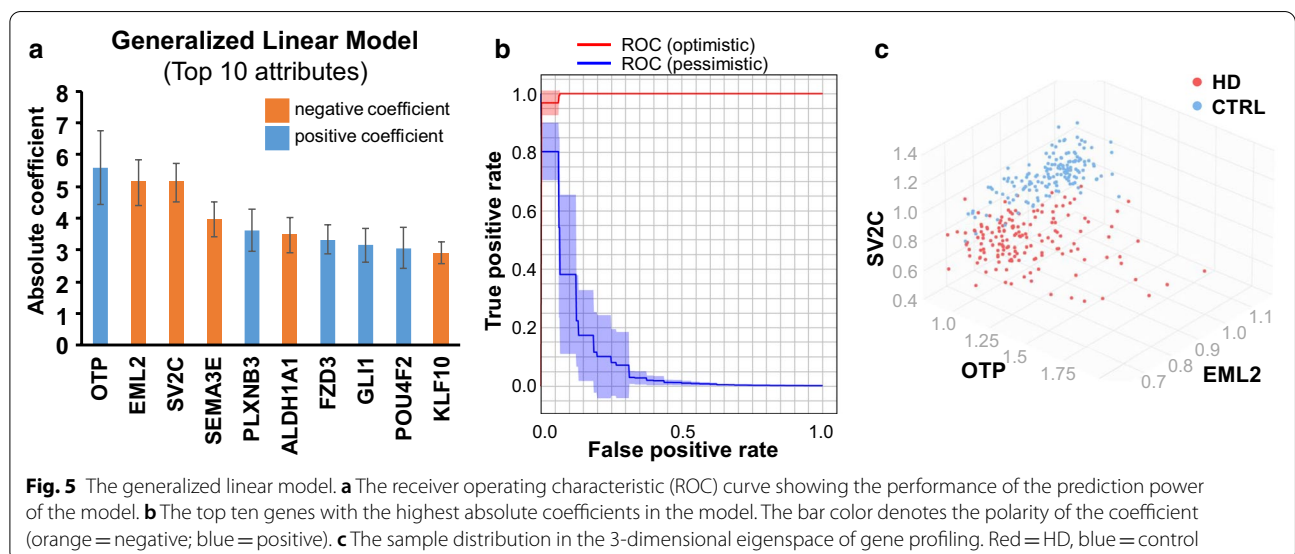 a
Generalized Linear Model
(Top 10 attributes)
8
7
6
5
4
3
2
1
0
Absolute coefficient
negative coefficient
positive coefficient
OTP
EML2
SV2C
SEMA3E
PLXNB3
ALDH1A1
FZD3
GLI1
POU4F2
KLF10
b
ROC (optimistic)
ROC (pessimistic)
1.0
0.8
0.6
0.4
0.2
0.0
True positive rate
0.0 0.5 1.0
False positive rate
c
HD
CTRL
1.4
1.2
1.0
0.8
0.6
0.4
SV2C
1.0
1.25
1.5
1.75
OTP
0.7
0.8
0.9
1.0
1.1
EML2
Fig. 5 The generalized linear model. a The receiver operating characteristic (ROC) curve showing the performance of the prediction power
of the model. b The top ten genes with the highest absolute coefficients in the model. The bar color denotes the polarity of the coefficient
(orange = negative; blue = positive). c The sample distribution in the 3-dimensional eigenspace of gene profiling. Red = HD, blue = control